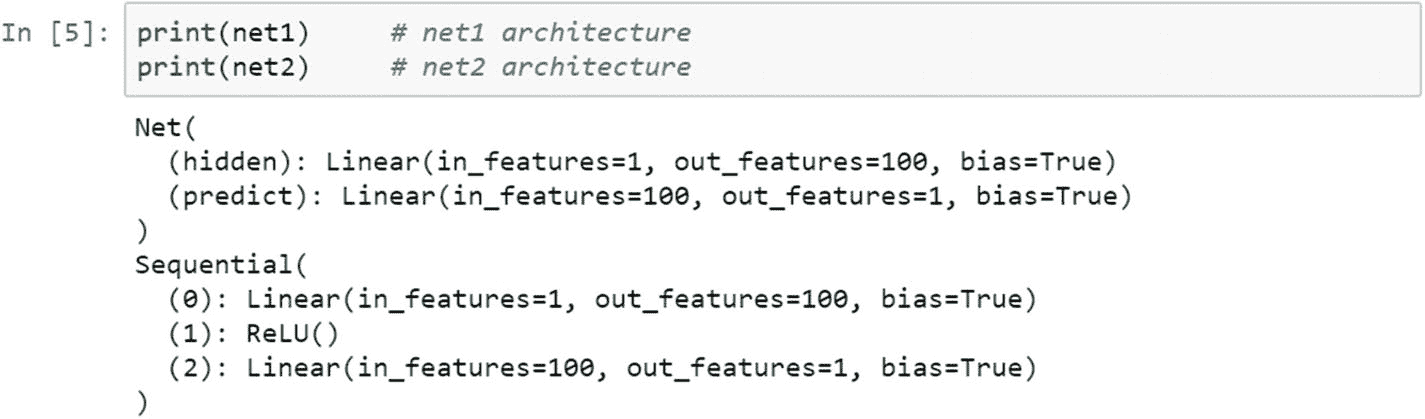 In [5]: print(net1)     # net1 architecture
print(net2)     # net2 architecture
Net(
  (hidden): Linear(in_features=1, out_features=100, bias=True)
  (predict): Linear(in_features=100, out_features=1, bias=True)
)
Sequential(
  (0): Linear(in_features=1, out_features=100, bias=True)
  (1): ReLU()
  (2): Linear(in_features=100, out_features=1, bias=True)
)